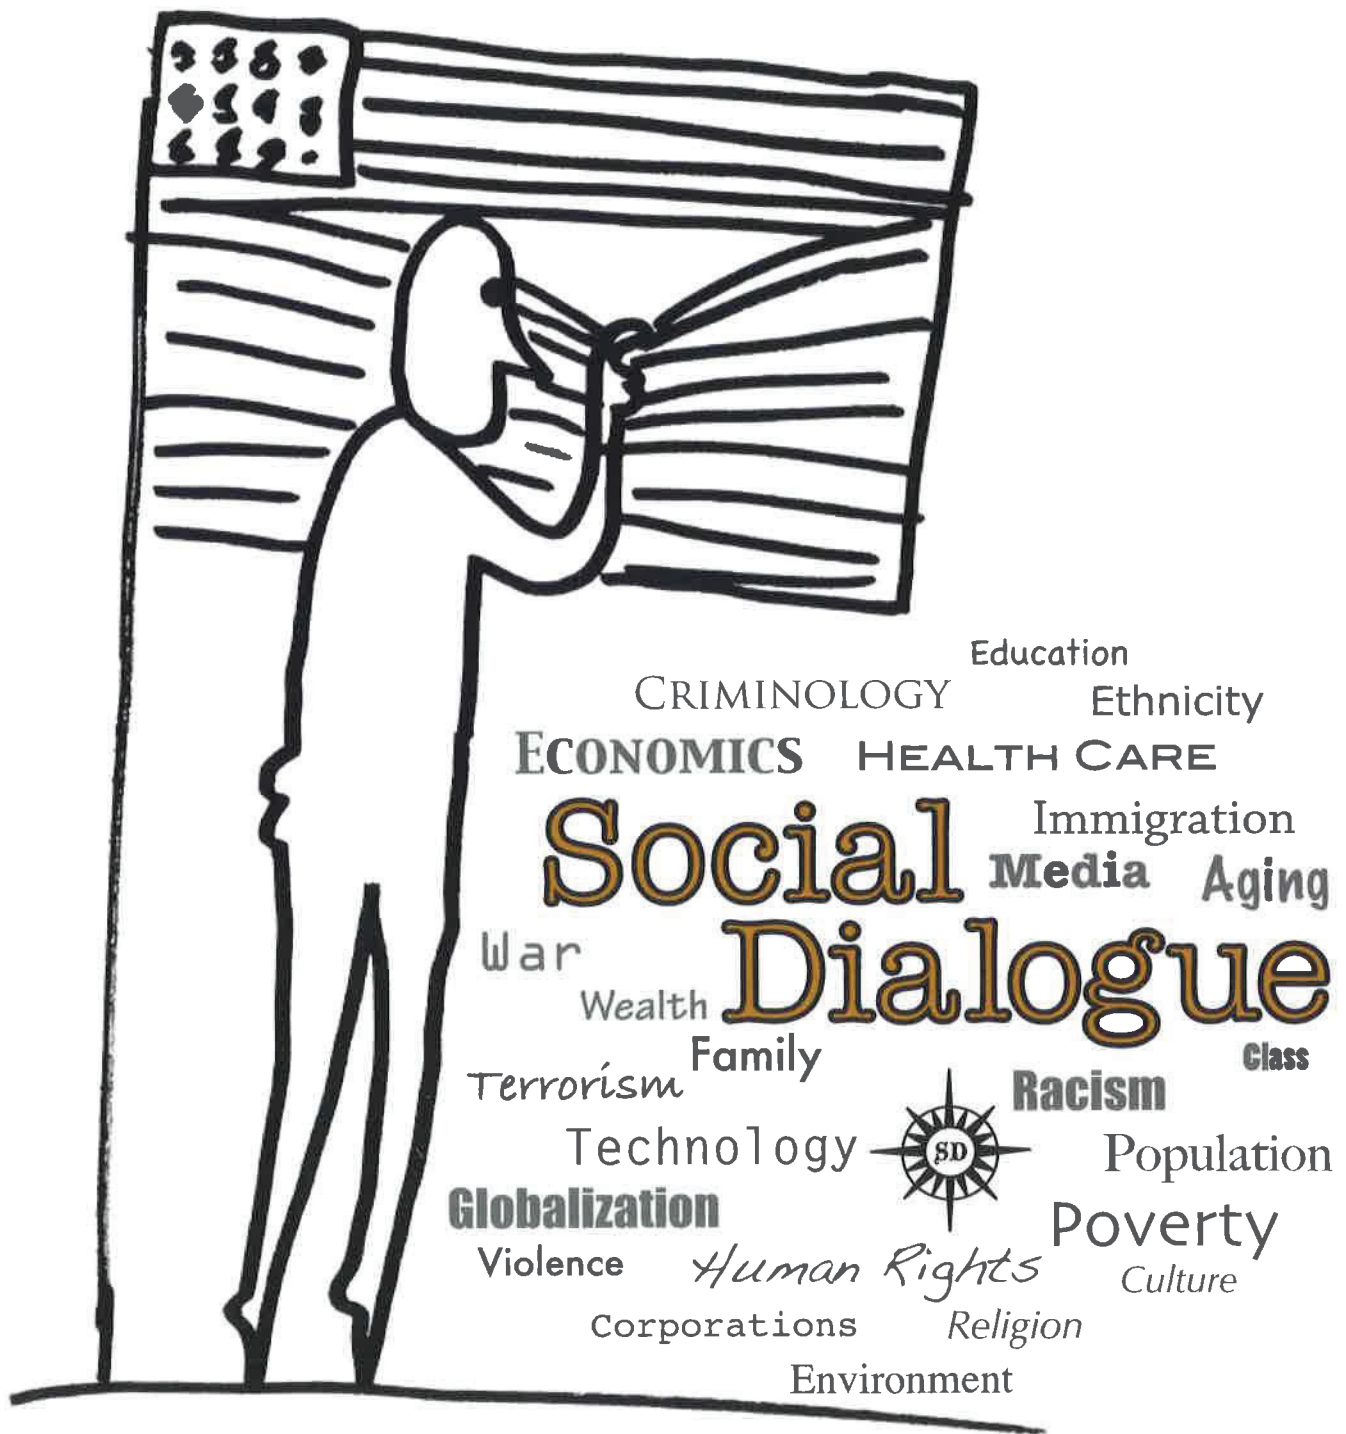 Education
CRIMINOLOGY
Ethnicity
ECONOMICS HEALTH CARE
Social
Immigration
Media Aging
War
Dialogue
Wealth
Family
Class
Terrorism
Racism
Technology
SD
Population
Globalization
Poverty
Violence
Human Rights
Culture
Corporations
Religion
Environment